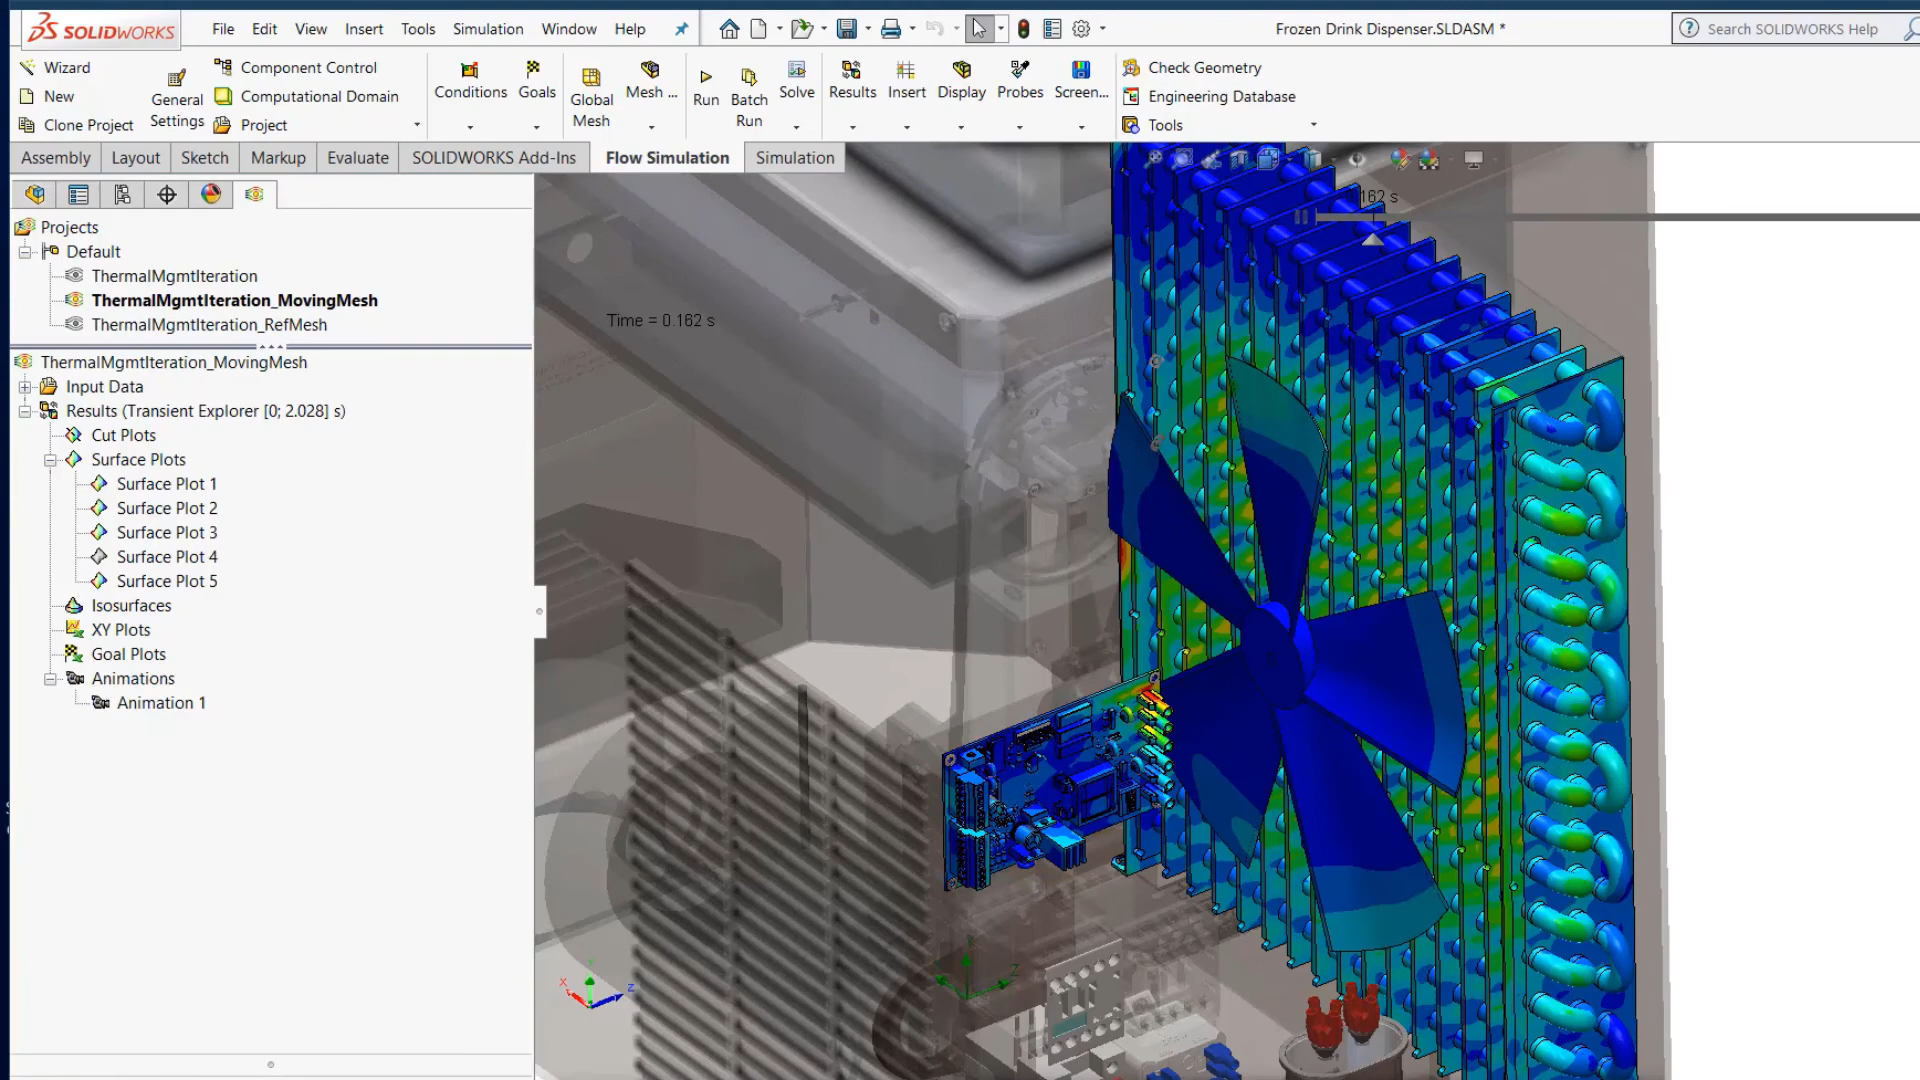 SOLIDWORKS
File Edit View Insert Tools Simulation Window Help
Frozen Drink Dispenser.SLDASM *
Search SOLIDWORKS Help
Wizard
New
Clone Project
General Settings
Component Control
Computational Domain
Project
Conditions
Goals
Global Mesh
Mesh ...
Run
Batch Run
Solve
Results
Insert
Display
Probes
Screen...
Check Geometry
Engineering Database
Tools
Assembly Layout Sketch Markup Evaluate SOLIDWORKS Add-Ins Flow Simulation Simulation
Projects
Default
ThermalMgmtIteration
ThermalMgmtIteration_MovingMesh
ThermalMgmtIteration_RefMesh
ThermalMgmtIteration_MovingMesh
Input Data
Results (Transient Explorer [0; 2.028] s)
Cut Plots
Surface Plots
Surface Plot 1
Surface Plot 2
Surface Plot 3
Surface Plot 4
Surface Plot 5
Isosurfaces
XY Plots
Goal Plots
Animations
Animation 1
162 s
Time = 0.162 s
X Y Z
Z